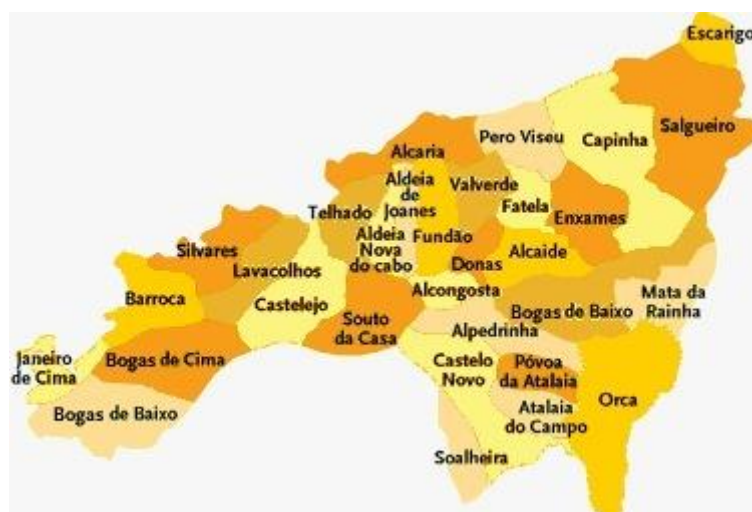 Escarigo
Salgueiro
Capinha
Pero Viseu
Alcaria
Aldeia
de
Joanes
Valverde
Fatela
Enxames
Telhado
Aldeia
Nova
do cabo
Fundão
Donas
Alcaide
Silvares
Lavacolhos
Barroca
Castelejo
Souto
da Casa
Alcongosta
Bogas de Baixo
Mata da
Rainha
Alpedrinha
Janeiro
de Cima
Bogas de Cima
Bogas de Baixo
Castelo
Novo
Póvoa
da Atalaia
Orca
Atalaia
do Campo
Soalheira